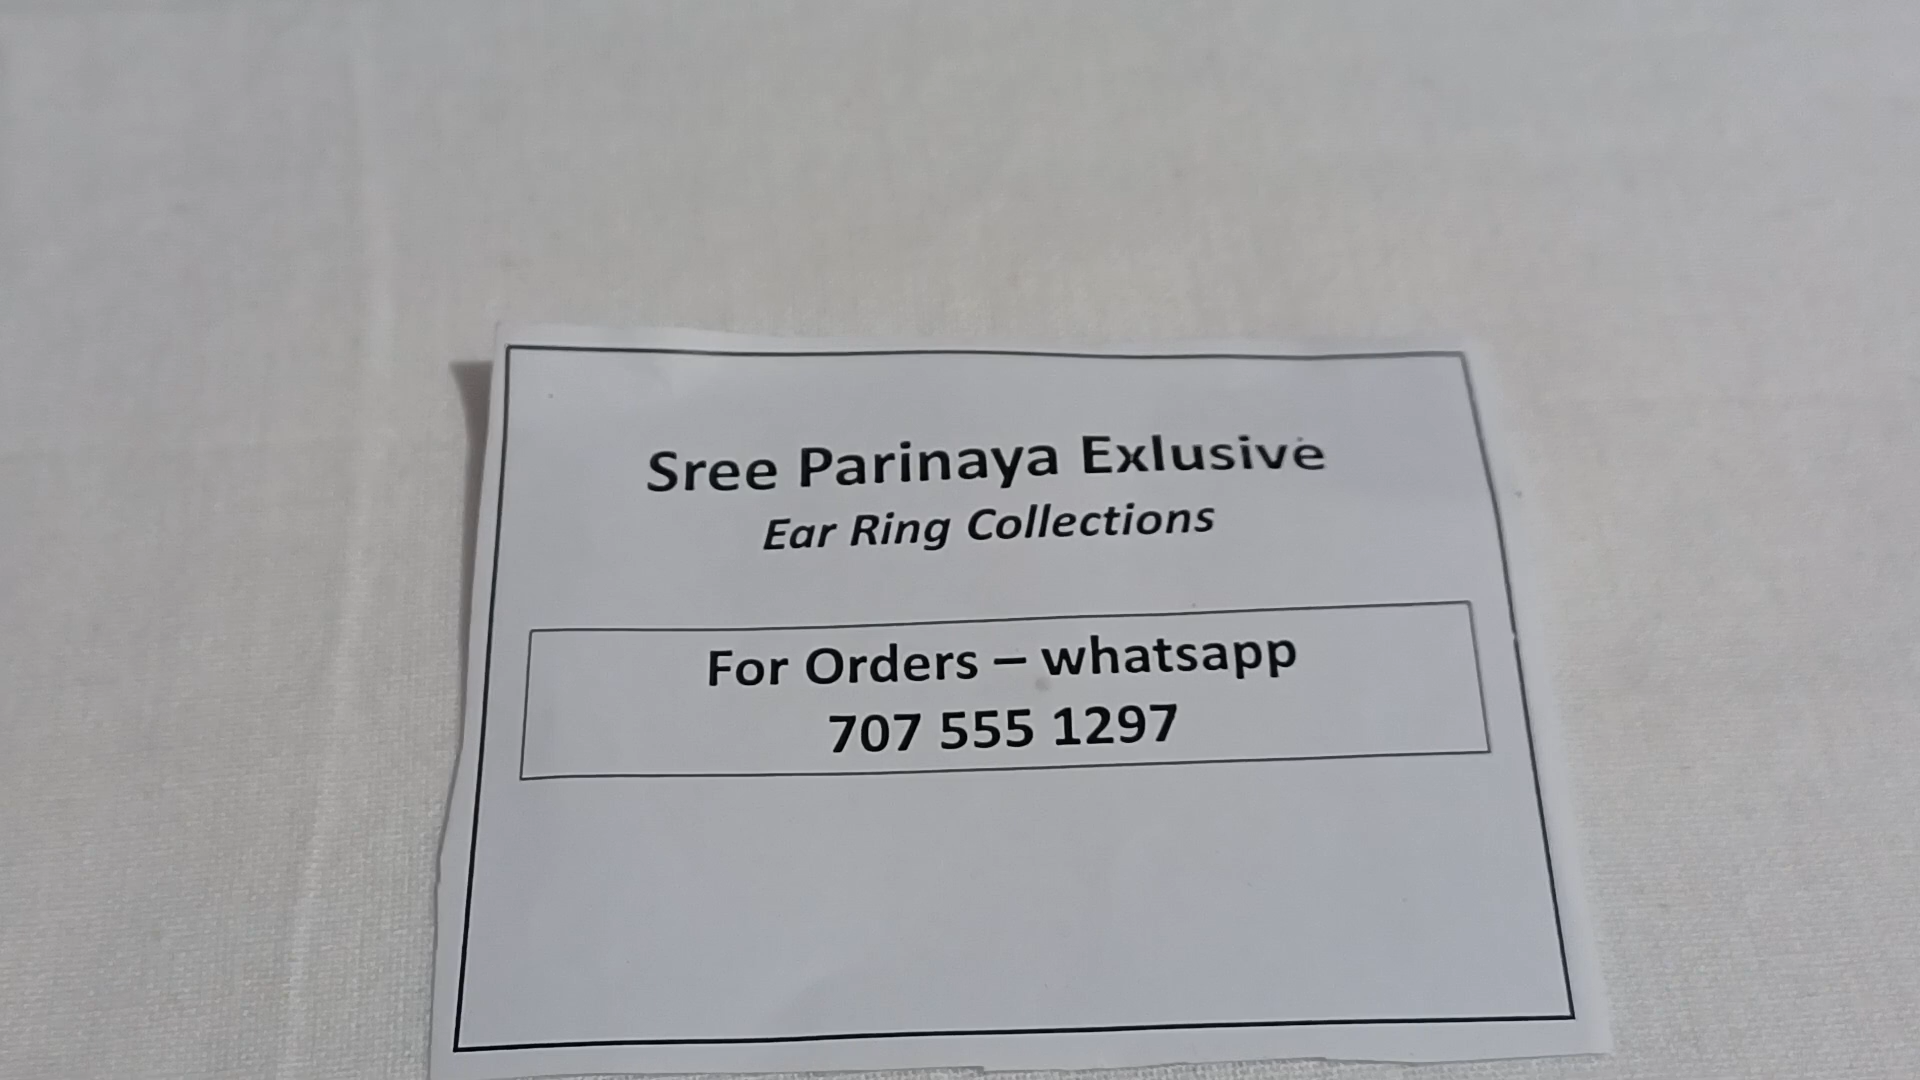 Sree Parinaya Exlusive
Ear Ring Collections
For Orders – whatsapp
707 555 1297